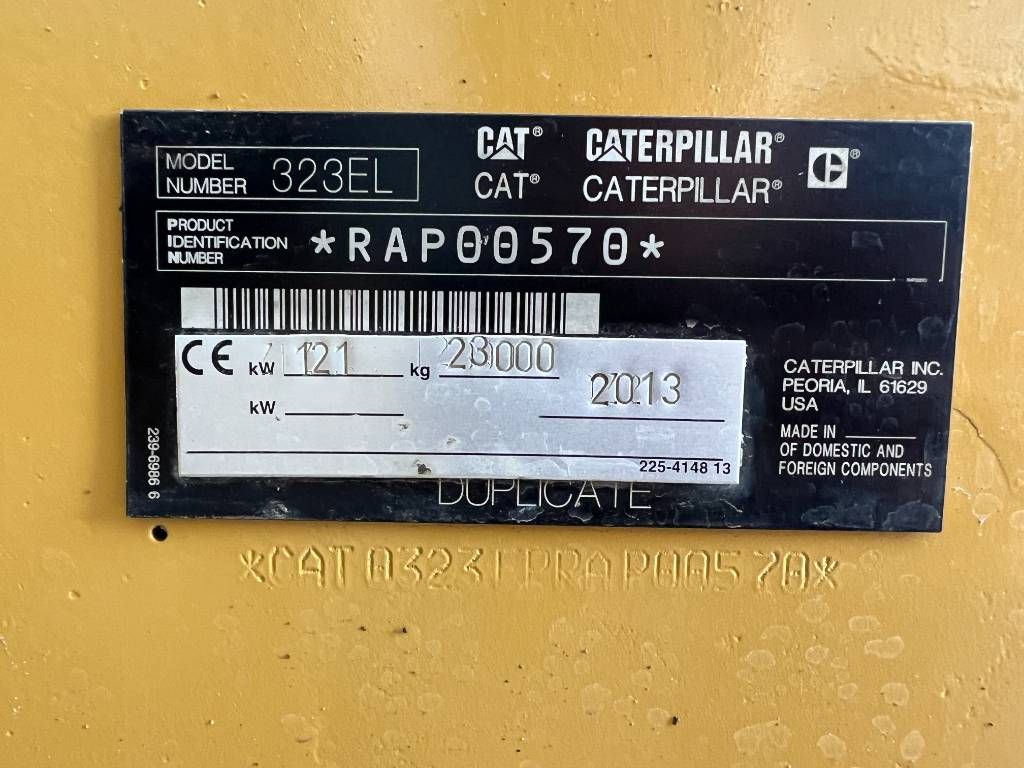 MODEL NUMBER 323EL
CAT® CATERPILLAR® ®
CAT® CATERPILLAR®
PRODUCT IDENTIFICATION NUMBER *RAP00570*
CE kW 121 kg 23000
2013
kW
225-4148 13
239-6986 6
CATERPILLAR INC.
PEORIA, IL 61629
USA
MADE IN
OF DOMESTIC AND
FOREIGN COMPONENTS
DUPLICATE